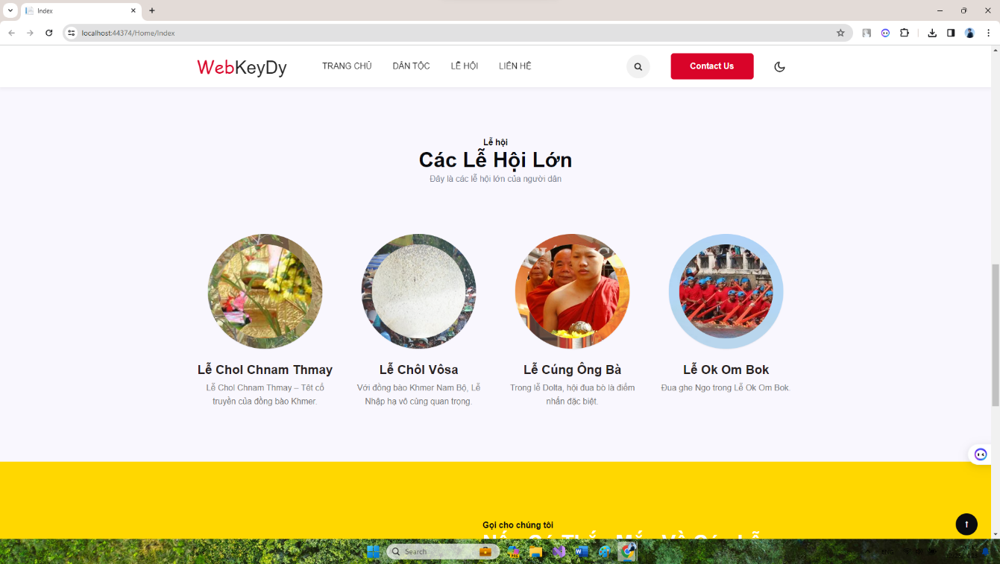 Index
localhost:44374/Home/Index
WebKeyDy
TRANG CHỦ DÂN TỘC LỄ HỘI LIÊN HỆ
Contact Us
Lễ hội
Các Lễ Hội Lớn
Đây là các lễ hội lớn của người dân
Lễ Chol Chnam Thmay
Lễ Chol Chnam Thmay – Tết cổ
truyền của đồng bào Khmer.
Lễ Chôl Vôsa
Với đồng bào Khmer Nam Bộ, Lễ
Nhập hạ vô cùng quan trọng.
Lễ Cúng Ông Bà
Trong lễ Dolta, hội đua bò là điểm
nhấn đặc biệt.
Lễ Ok Om Bok
Đua ghe Ngo trong Lễ Ok Om Bok.
Gọi cho chúng tôi
Search
ENG